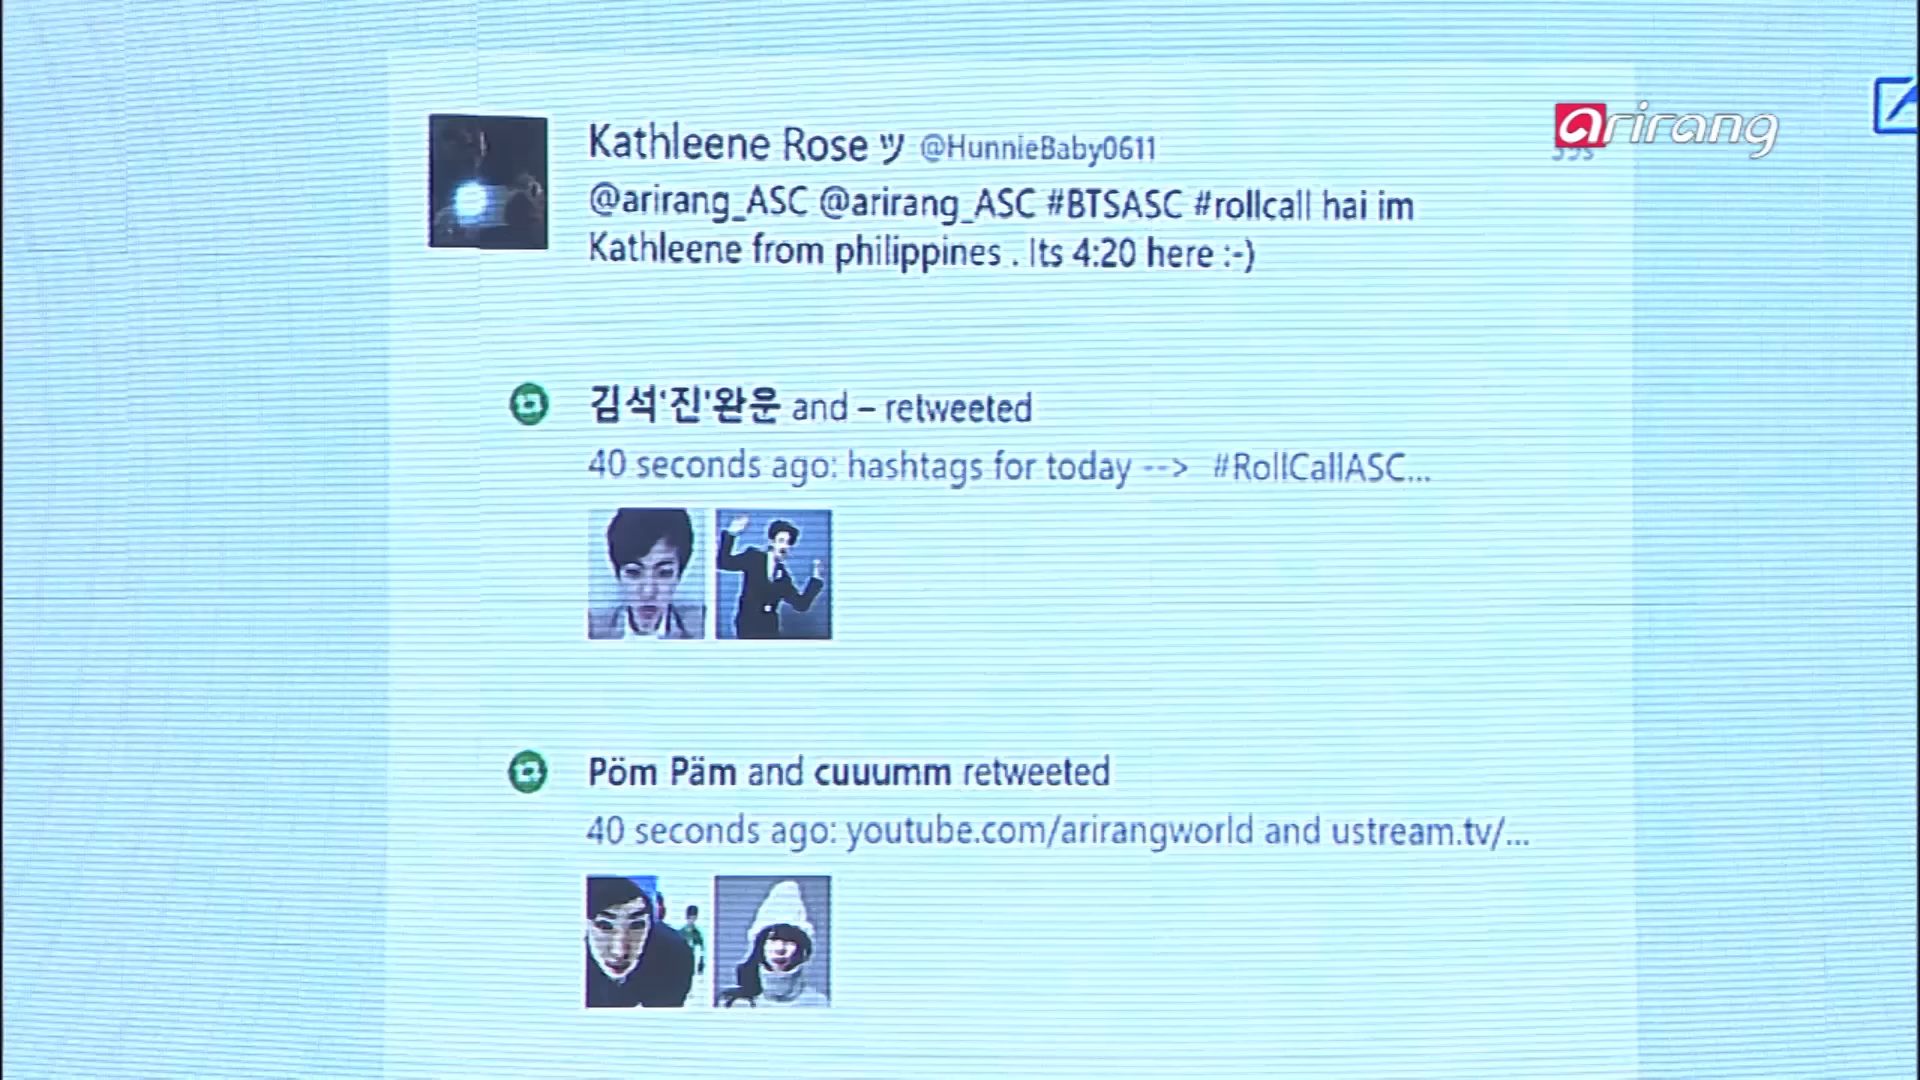 arirang
Kathleene Rose ツ @HunnieBaby0611
39s
@arirang_ASC @arirang_ASC #BTSASC #rollcall hai im
Kathleene from philippines . Its 4:20 here :-)
김석'진'완운 and – retweeted
40 seconds ago: hashtags for today --> #RollCallASC...
Pöm Päm and cuuumm retweeted
40 seconds ago: youtube.com/arirangworld and ustream.tv/...